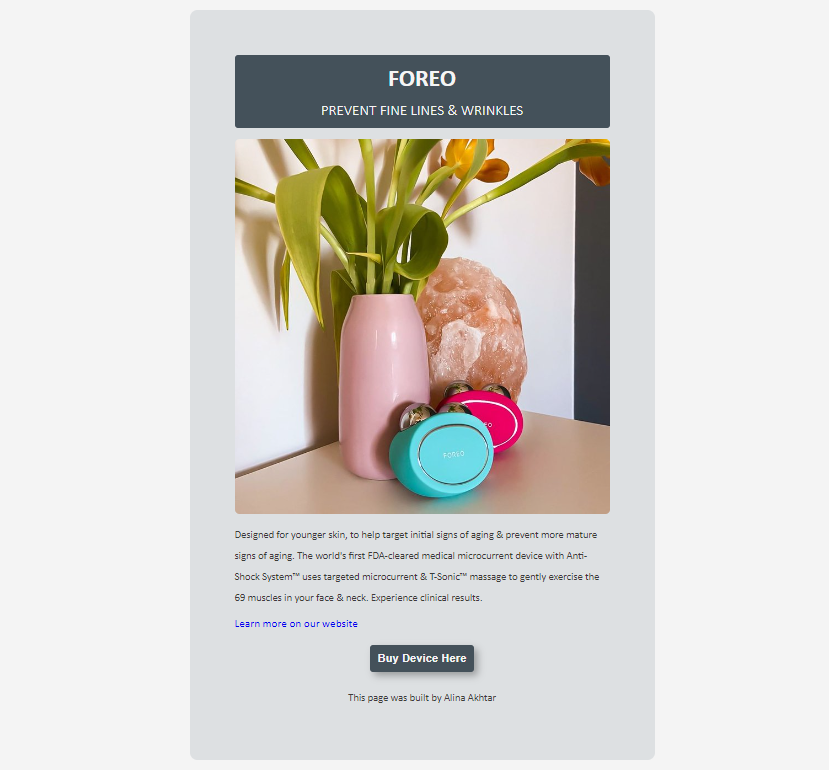 FOREO
PREVENT FINE LINES & WRINKLES
FOREO
Designed for younger skin, to help target initial signs of aging & prevent more mature
signs of aging. The world's first FDA-cleared medical microcurrent device with Anti-
Shock System™ uses targeted microcurrent & T-Sonic™ massage to gently exercise the
69 muscles in your face & neck. Experience clinical results.
Learn more on our website
Buy Device Here
This page was built by Alina Akhtar